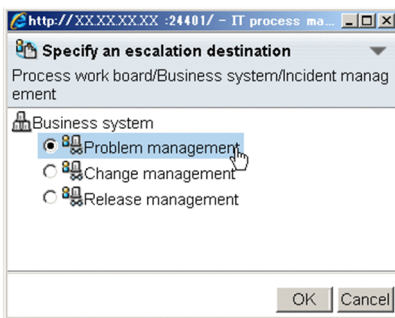 http://XX.XX.XX.XX :24401/ - IT process ma...
Specify an escalation destination
Process work board/Business system/Incident manag
ement
Business system
Problem management
Change management
Release management
OK Cancel